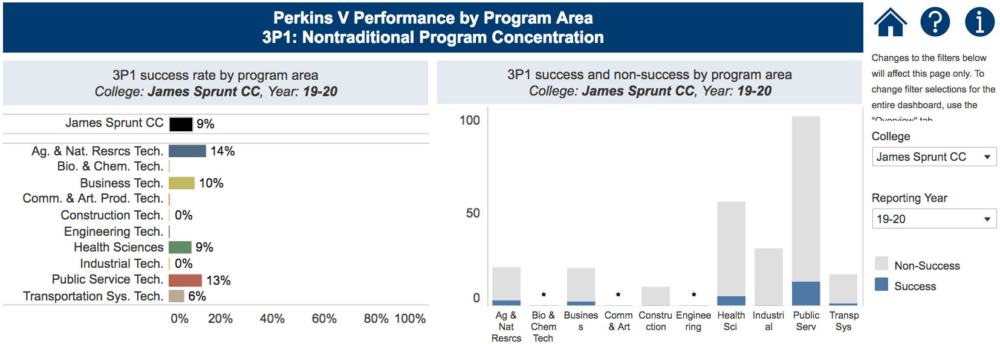 Perkins V Performance by Program Area
3P1: Nontraditional Program Concentration
3P1 success rate by program area
College: James Sprunt CC, Year: 19-20
James Sprunt CC 9%
Ag. & Nat. Resrcs Tech. 14%
Bio. & Chem. Tech.
Business Tech. 10%
Comm. & Art. Prod. Tech.
Construction Tech. 0%
Engineering Tech.
Health Sciences 9%
Industrial Tech. 0%
Public Service Tech. 13%
Transportation Sys. Tech. 6%
0% 20% 40% 60% 80% 100%
3P1 success and non-success by program area
College: James Sprunt CC, Year: 19-20
100
50
0
* * *
Ag & Bio & Busines Comm Constru Enginee Health Industri Public Transp
Nat Chem s & Art ction ring Sci al Serv Sys
Resrcs Tech
Changes to the filters below
will affect this page only. To
change filter selections for the
entire dashboard, use the
"Overview" tab
College
James Sprunt CC
Reporting Year
19-20
Non-Success
Success